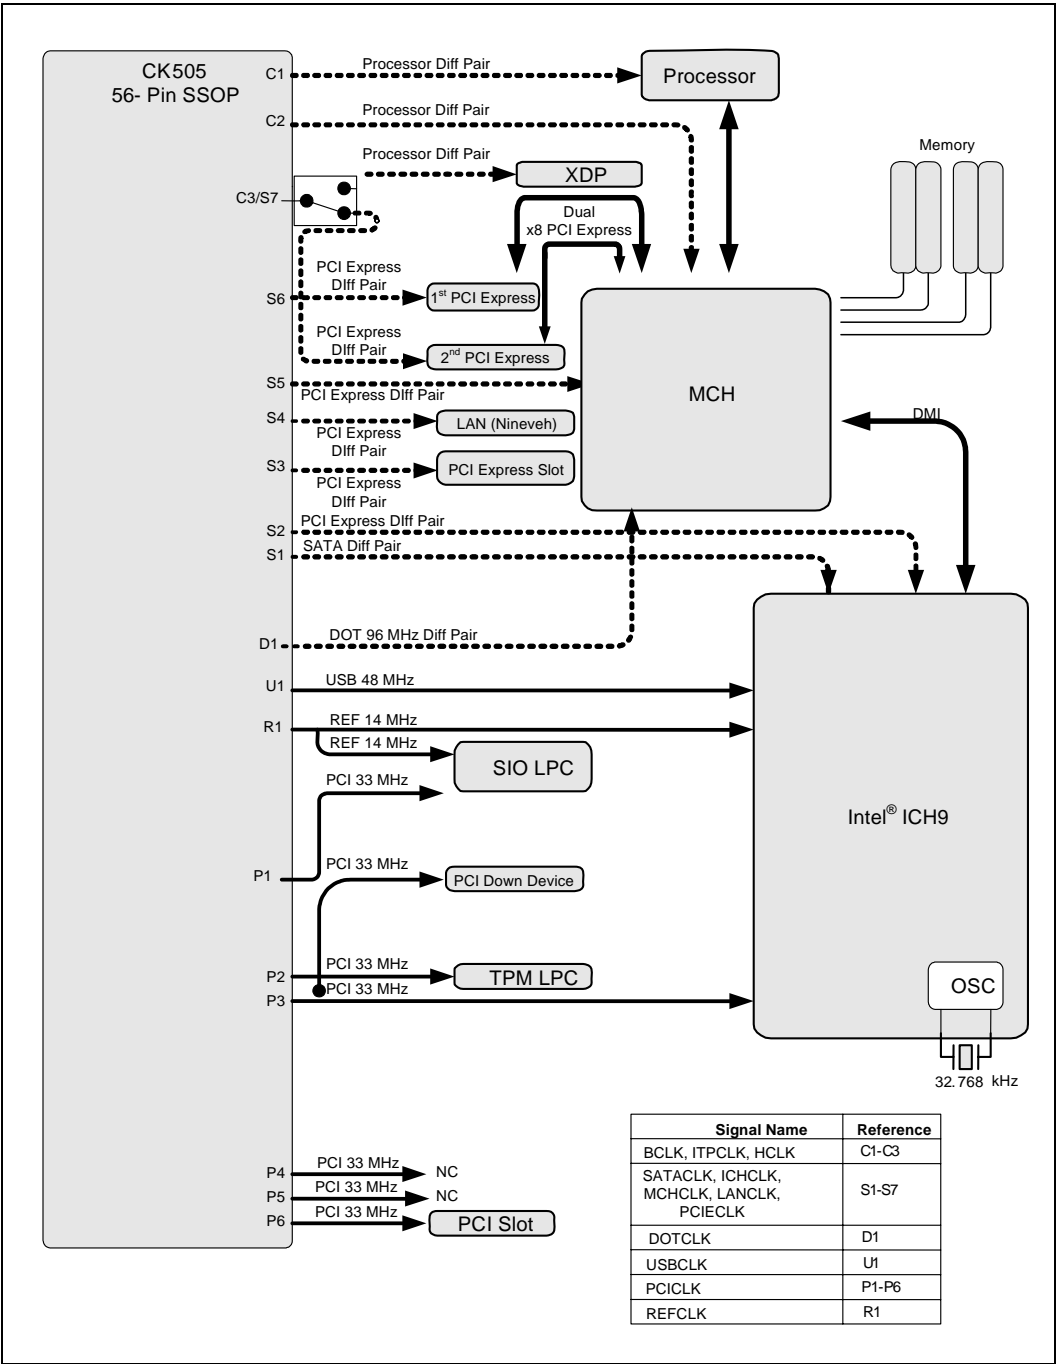 CK505
56- Pin SSOP
C1
Processor Diff Pair
Processor
C2
Processor Diff Pair
Memory
Processor Diff Pair
XDP
C3/S7
Dual
x8 PCI Express
PCI Express
DIff Pair
S6
1st PCI Express
PCI Express
DIff Pair
2nd PCI Express
MCH
S5
PCI Express DIff Pair
S4
LAN (Nineveh)
DMI
PCI Express
DIff Pair
S3
PCI Express Slot
PCI Express
DIff Pair
S2
PCI Express DIff Pair
S1
SATA Diff Pair
D1
DOT 96 MHz Diff Pair
U1
USB 48 MHz
R1
REF 14 MHz
REF 14 MHz
SIO LPC
PCI 33 MHz
Intel® ICH9
P1
PCI 33 MHz
PCI Down Device
P2
PCI 33 MHz
TPM LPC
P3
PCI 33 MHz
OSC
32.768 kHz
P4
PCI 33 MHz
NC
P5
PCI 33 MHz
NC
P6
PCI 33 MHz
PCI Slot
Signal Name Reference
BCLK, ITPCLK, HCLK C1-C3
SATACLK, ICHCLK,
MCHCLK, LANCLK,
PCIECLK
S1-S7
DOTCLK D1
USBCLK U1
PCICLK P1-P6
REFCLK R1